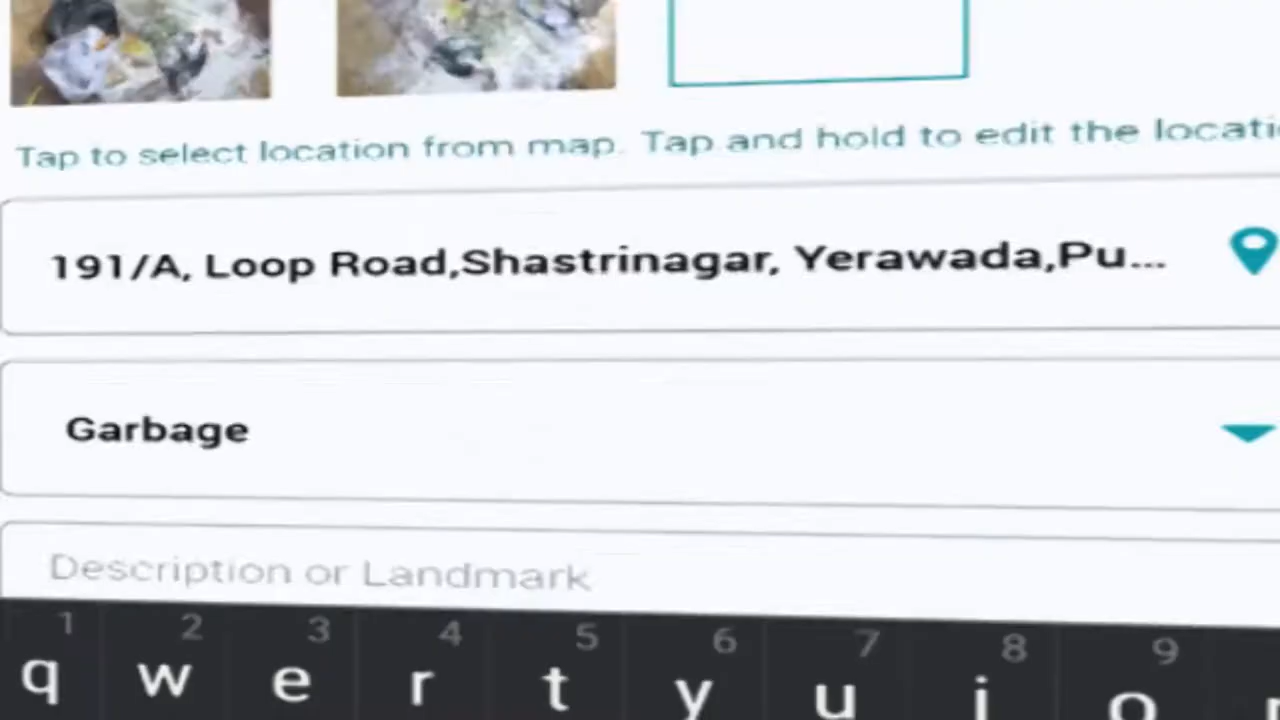 Tap to select location from map. Tap and hold to edit the locati
191/A, Loop Road,Shastrinagar, Yerawada,Pu...
Garbage
Description or Landmark
1 2 3 4 5 6 7 8 9
q w e r t y u i o